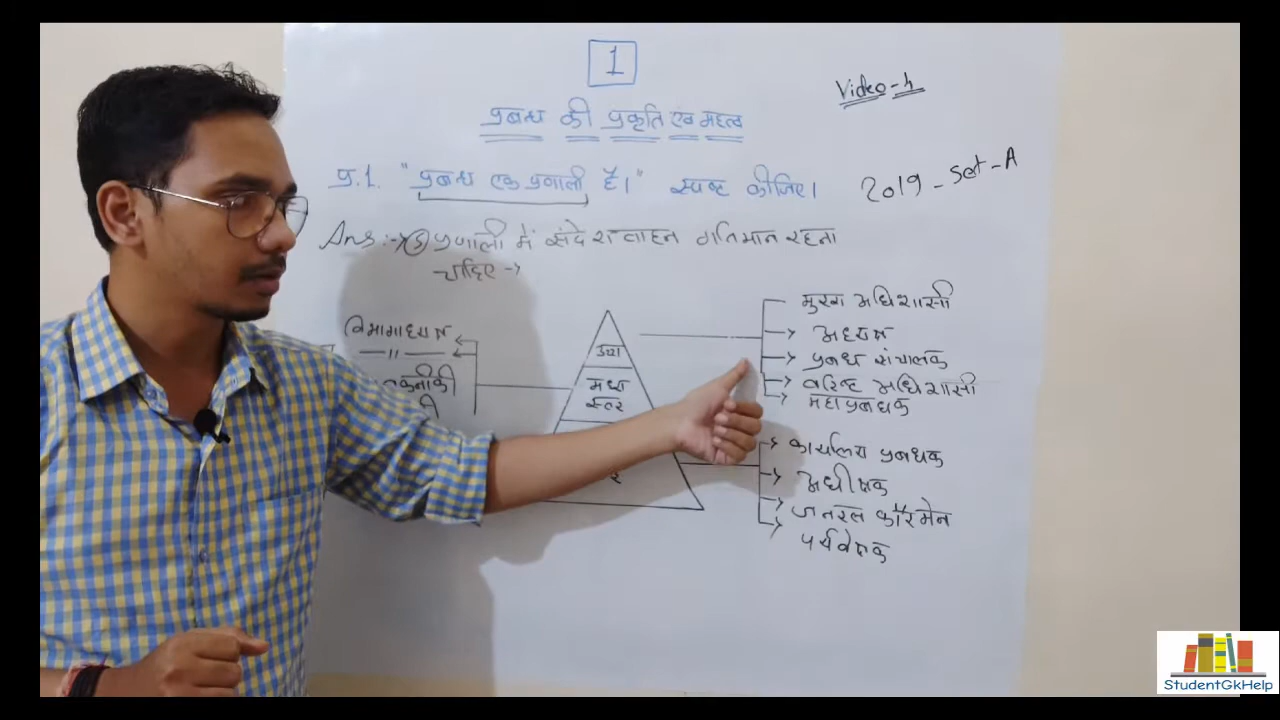 1
Video-4
प्रबन्ध की प्रकृति एवं महत्व
प्र.1. "प्रबन्ध एक प्रणाली है।" स्पष्ट कीजिए।
2019 - Set-A
Ans:- प्रणाली में संदेशवाहन गतिमान रहना
चाहिए →
विभागाध्यक्ष
— " —
उच्च
मध्य
स्तर
मुख्य अधिशासी
अध्यक्ष
प्रबन्ध संचालक
वरिष्ठ अधिशासी
महाप्रबन्धक
कार्यालय प्रबन्धक
अधीक्षक
जनरल फॉरमेन
पर्यवेक्षक
StudentGkHelp